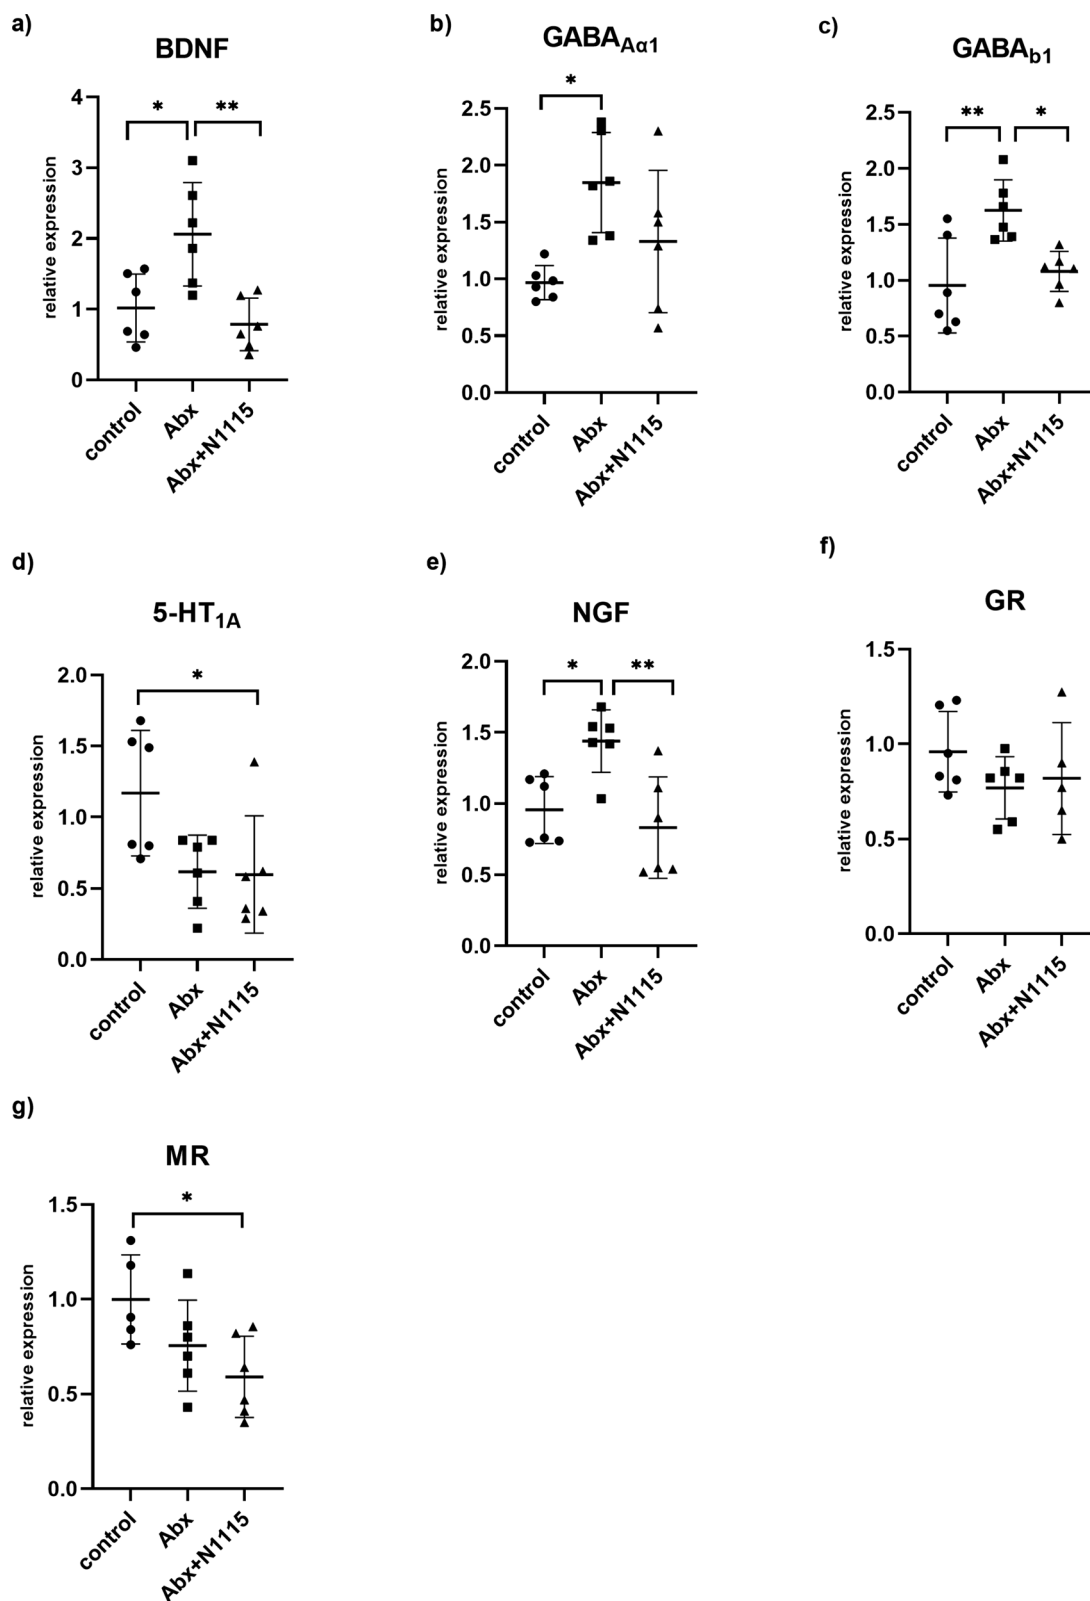 a)
BDNF
relative expression
4
3
2
1
0
*
**
control
Abx
Abx+N1115
b)
GABAAα1
relative expression
2.5
2.0
1.5
1.0
0.5
0.0
*
control
Abx
Abx+N1115
c)
GABAb1
relative expression
2.5
2.0
1.5
1.0
0.5
0.0
**
*
control
Abx
Abx+N1115
d)
5-HT1A
relative expression
2.0
1.5
1.0
0.5
0.0
*
control
Abx
Abx+N1115
e)
NGF
relative expression
2.0
1.5
1.0
0.5
0.0
*
**
control
Abx
Abx+N1115
f)
GR
relative expression
1.5
1.0
0.5
0.0
control
Abx
Abx+N1115
g)
MR
relative expression
1.5
1.0
0.5
0.0
*
control
Abx
Abx+N1115